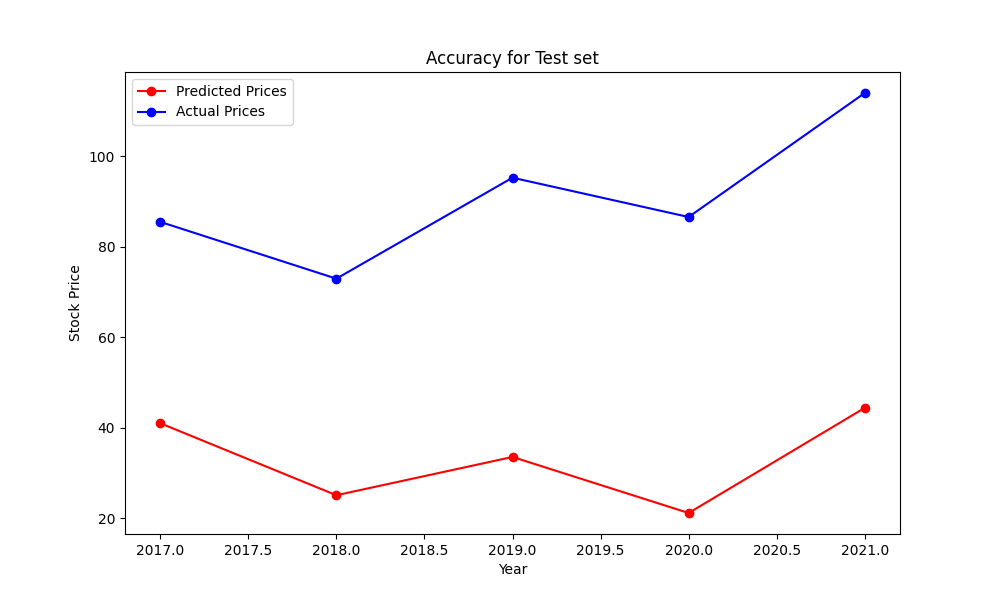 Accuracy for Test set
Predicted Prices
Actual Prices
Stock Price
100
80
60
40
20
2017.0 2017.5 2018.0 2018.5 2019.0 2019.5 2020.0 2020.5 2021.0
Year